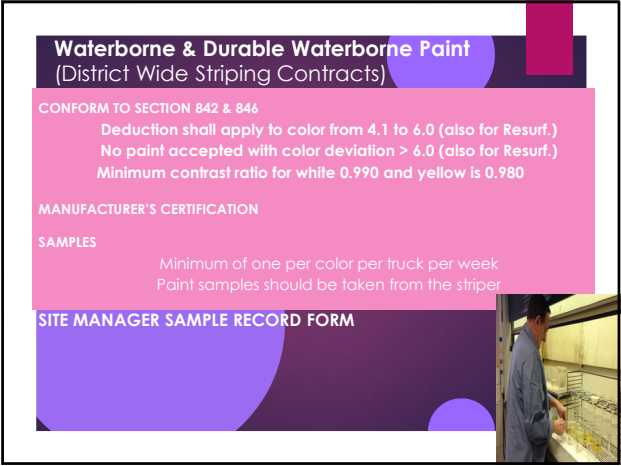 Waterborne & Durable Waterborne Paint
(District Wide Striping Contracts)
CONFORM TO SECTION 842 & 846
Deduction shall apply to color from 4.1 to 6.0 (also for Resurf.)
No paint accepted with color deviation > 6.0 (also for Resurf.)
Minimum contrast ratio for white 0.990 and yellow is 0.980
MANUFACTURER'S CERTIFICATION
SAMPLES
Minimum of one per color per truck per week
Paint samples should be taken from the striper
SITE MANAGER SAMPLE RECORD FORM